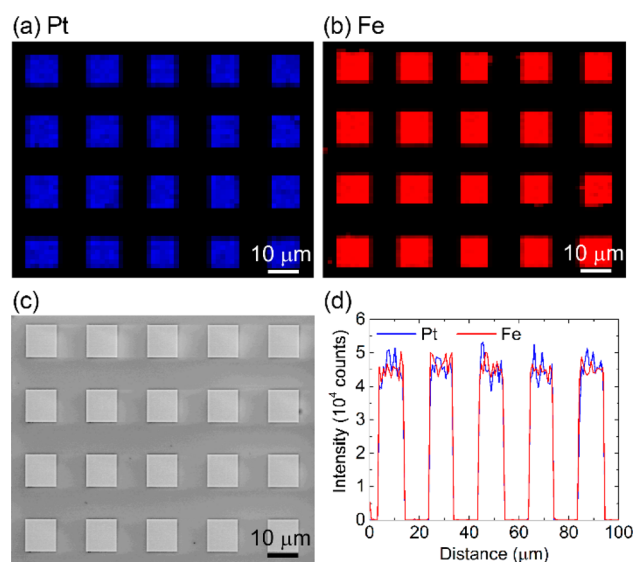 (a) Pt
(b) Fe
10 μm
10 μm
(c)
(d)
10 μm
Pt
Fe
Intensity (10⁴ counts)
6
5
4
3
2
1
0
0 20 40 60 80 100
Distance (μm)